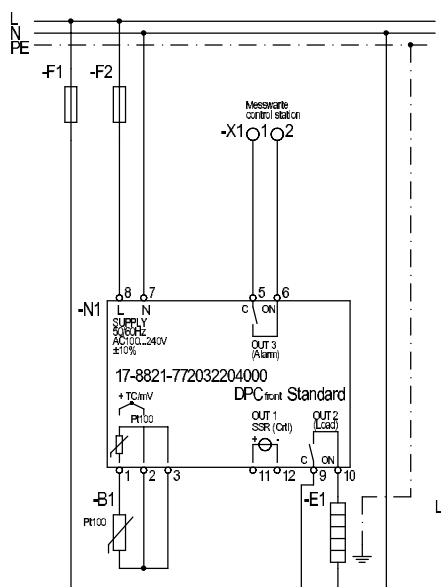 L
N
PE
-F1
-F2
Messwarte
control station
-X1 1 2
8 7 5 6
-N1
L N C ON
SUPPLY
50/60Hz
AC100...240V
±10%
OUT 3
(Alarm)
17-8821-772032204000
DPC front Standard
+ TC/mV
Pt100
OUT 1
SSR (Crtl)
+ -
OUT 2
(Load)
C ON
1 2 3 11 12 9 10
-B1
-E1
Pt100
L